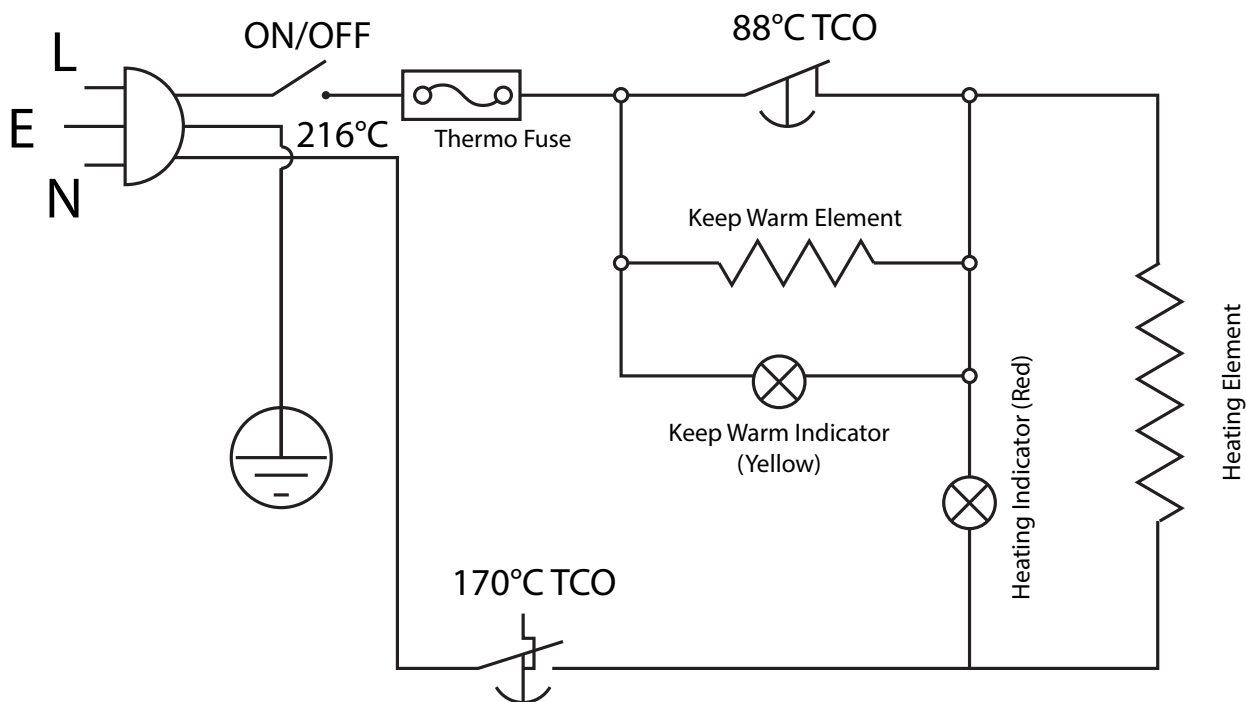 L
E
N
ON/OFF
216°C
Thermo Fuse
88°C TCO
Keep Warm Element
Keep Warm Indicator
(Yellow)
Heating Indicator (Red)
Heating Element
170°C TCO